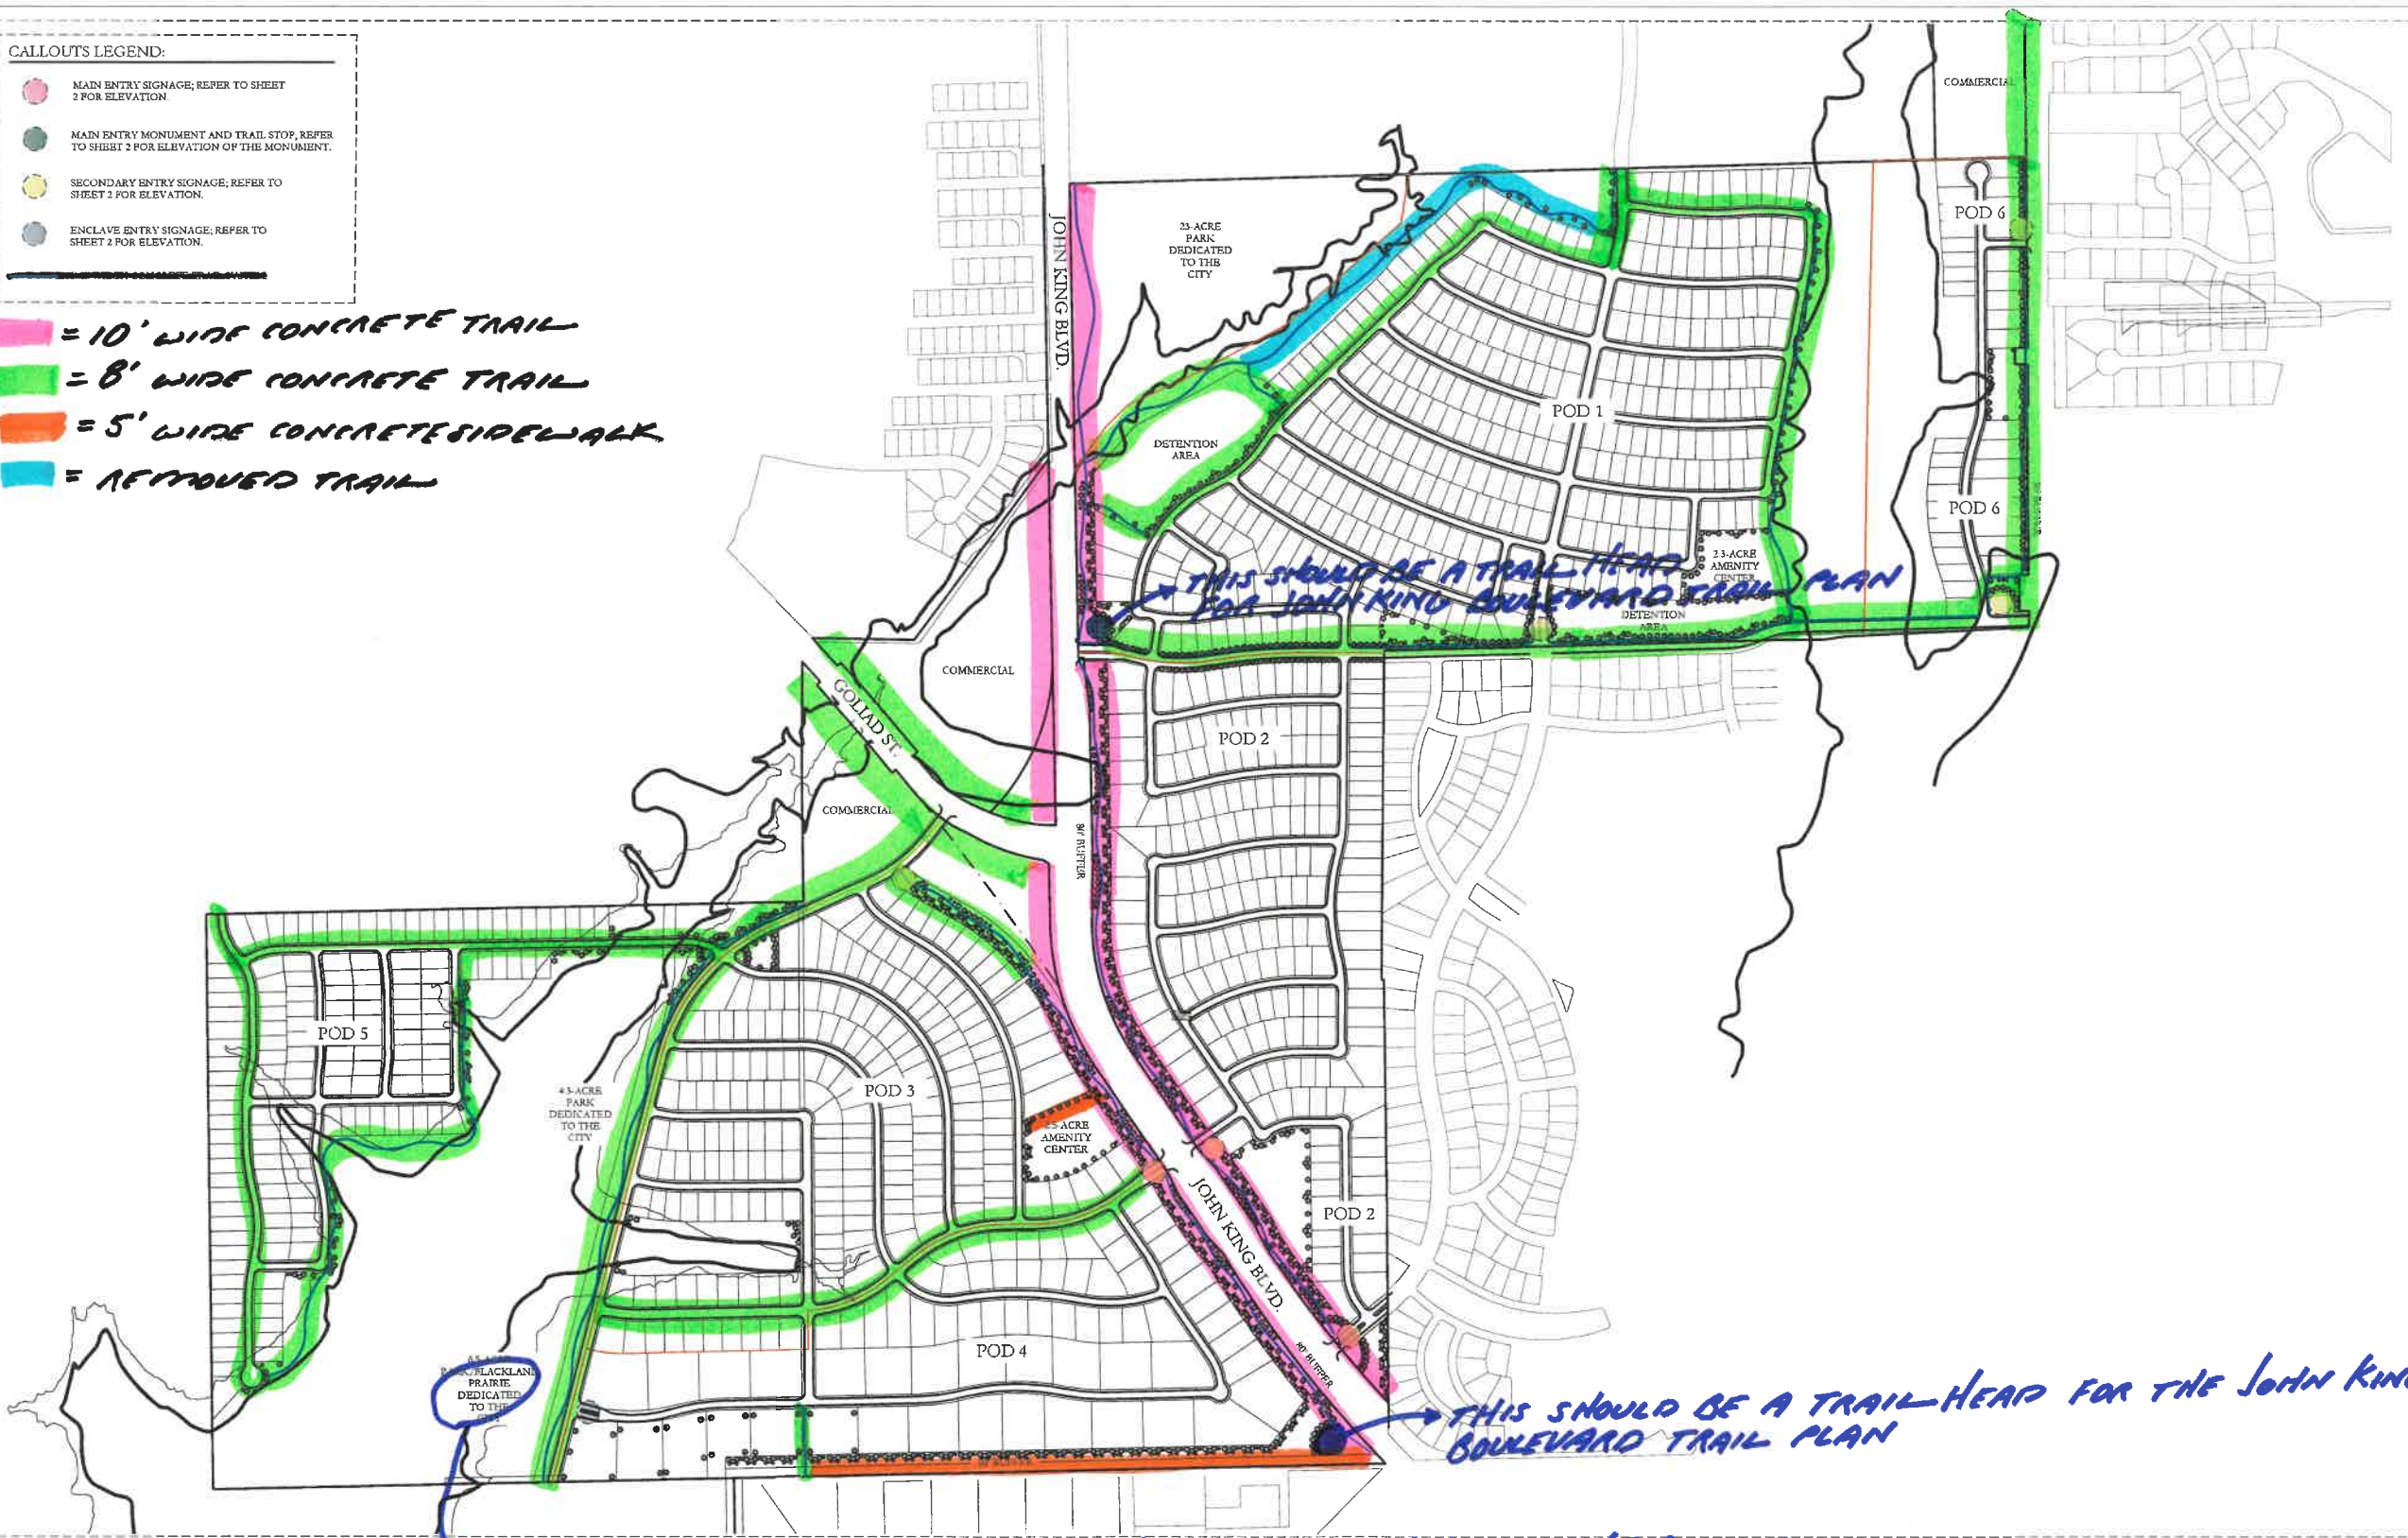 CALLOUTS LEGEND:
MAIN ENTRY SIGNAGE; REFER TO SHEET
2 FOR ELEVATION.
MAIN ENTRY MONUMENT AND TRAIL STOP, REFER
TO SHEET 2 FOR ELEVATION OF THE MONUMENT.
SECONDARY ENTRY SIGNAGE; REFER TO
SHEET 2 FOR ELEVATION.
ENCLAVE ENTRY SIGNAGE; REFER TO
SHEET 2 FOR ELEVATION.
= 10' WIDE CONCRETE TRAIL
= 8' WIDE CONCRETE TRAIL
= 5' WIDE CONCRETE SIDEWALK
= REMOVED TRAIL
COMMERCIAL
POD 6
JOHN KING BLVD.
23-ACRE
PARK
DEDICATED
TO THE
CITY
POD 1
DETENTION
AREA
POD 6
2.3-ACRE
AMENITY
CENTER
THIS SHOULD BE A TRAIL HEAD
FOR JOHN KING BOULEVARD TRAIL PLAN
DETENTION
AREA
COMMERCIAL
GOLIAD ST.
POD 2
COMMERCIAL
BUFFER
POD 5
POD 3
ACRE
PARK
DEDICATED
TO THE
CITY
ACRE
AMENITY
CENTER
JOHN KING BLVD.
POD 2
POD 4
BUFFER
BLACKLAND
PRAIRIE
DEDICATED
TO THE
THIS SHOULD BE A TRAIL HEAD FOR THE JOHN KING
BOULEVARD TRAIL PLAN